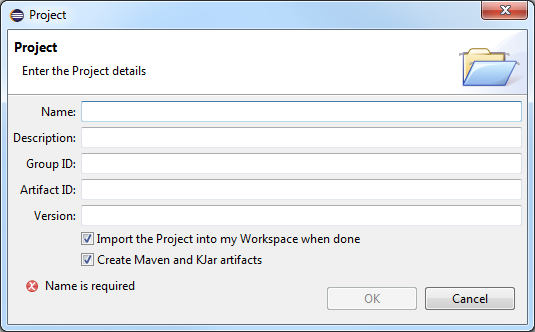 Project
Project
Enter the Project details
Name:
Description:
Group ID:
Artifact ID:
Version:
Import the Project into my Workspace when done
Create Maven and KJar artifacts
Name is required
OK
Cancel